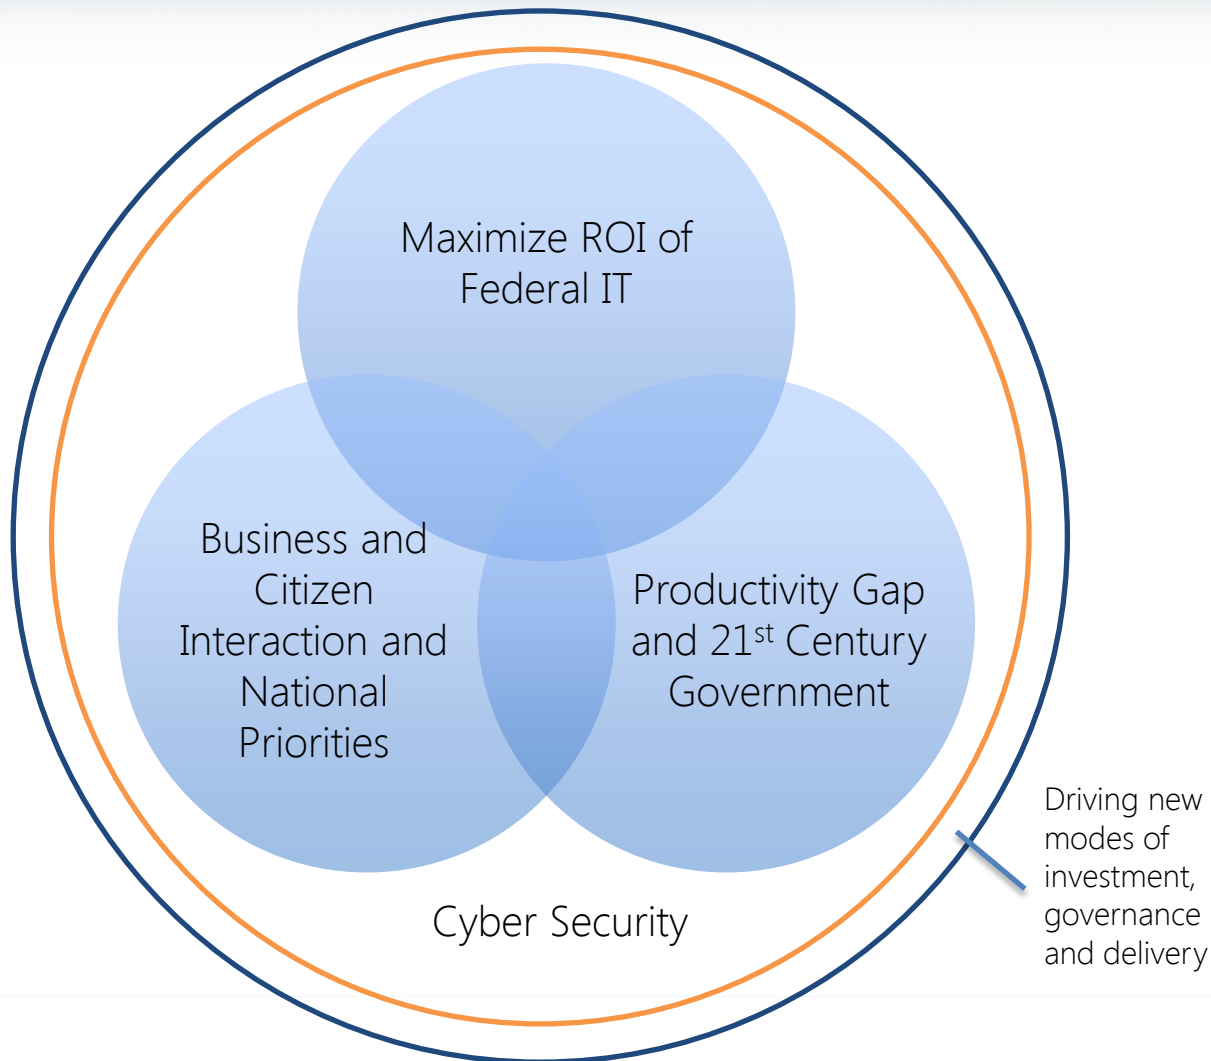 Maximize ROI of
Federal IT
Business and
Citizen
Interaction and
National
Priorities
Productivity Gap
and 21st Century
Government
Cyber Security
Driving new
modes of
investment,
governance
and delivery